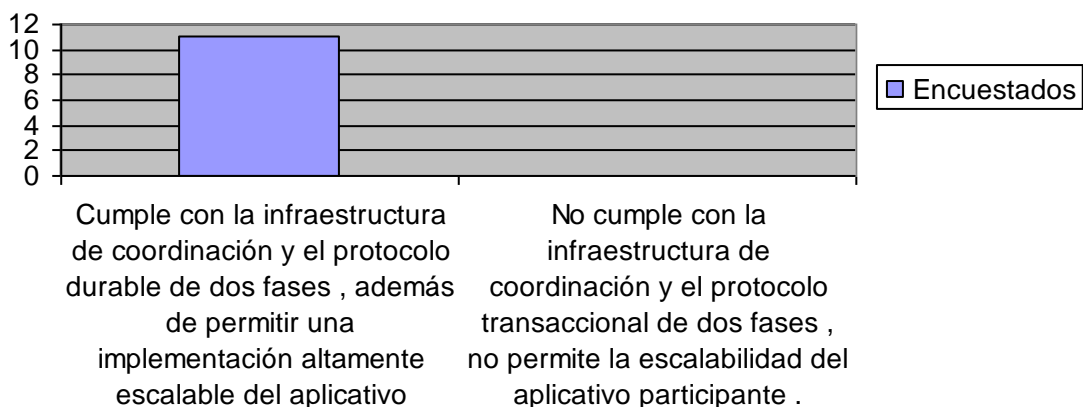 12
10
8
6
4
2
0
Encuestados
Cumple con la infraestructura
de coordinación y el protocolo
durable de dos fases , además
de permitir una
implementación altamente
escalable del aplicativo
No cumple con la
infraestructura de
coordinación y el protocolo
transaccional de dos fases ,
no permite la escalabilidad del
aplicativo participante .